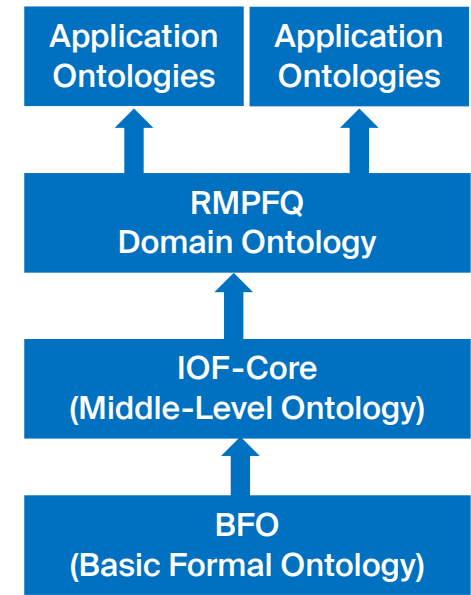 Application
Ontologies
Application
Ontologies
RMPFQ
Domain Ontology
IOF-Core
(Middle-Level Ontology)
BFO
(Basic Formal Ontology)